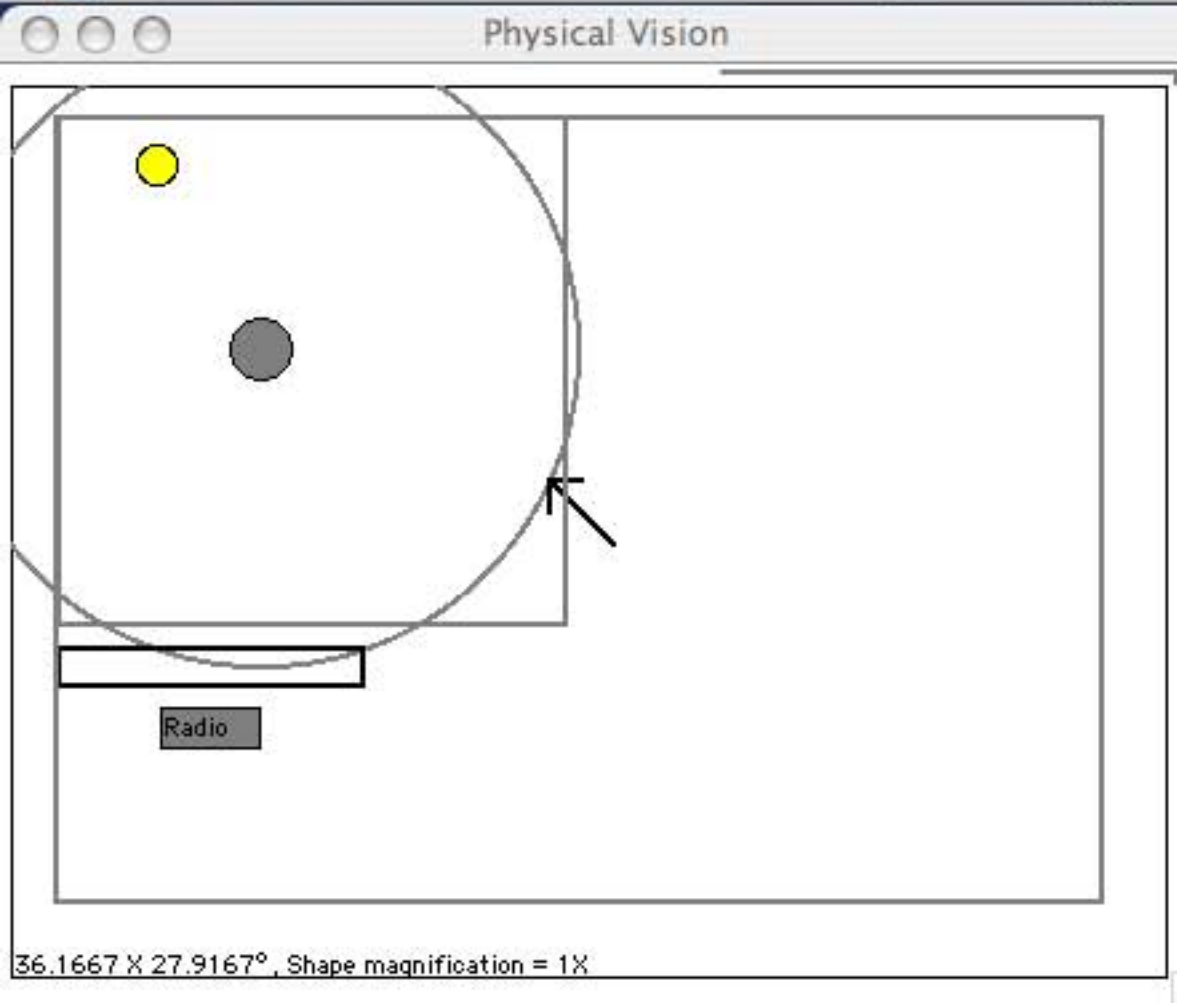 Physical Vision
Radio
36.1667 X 27.9167°, Shape magnification = 1X